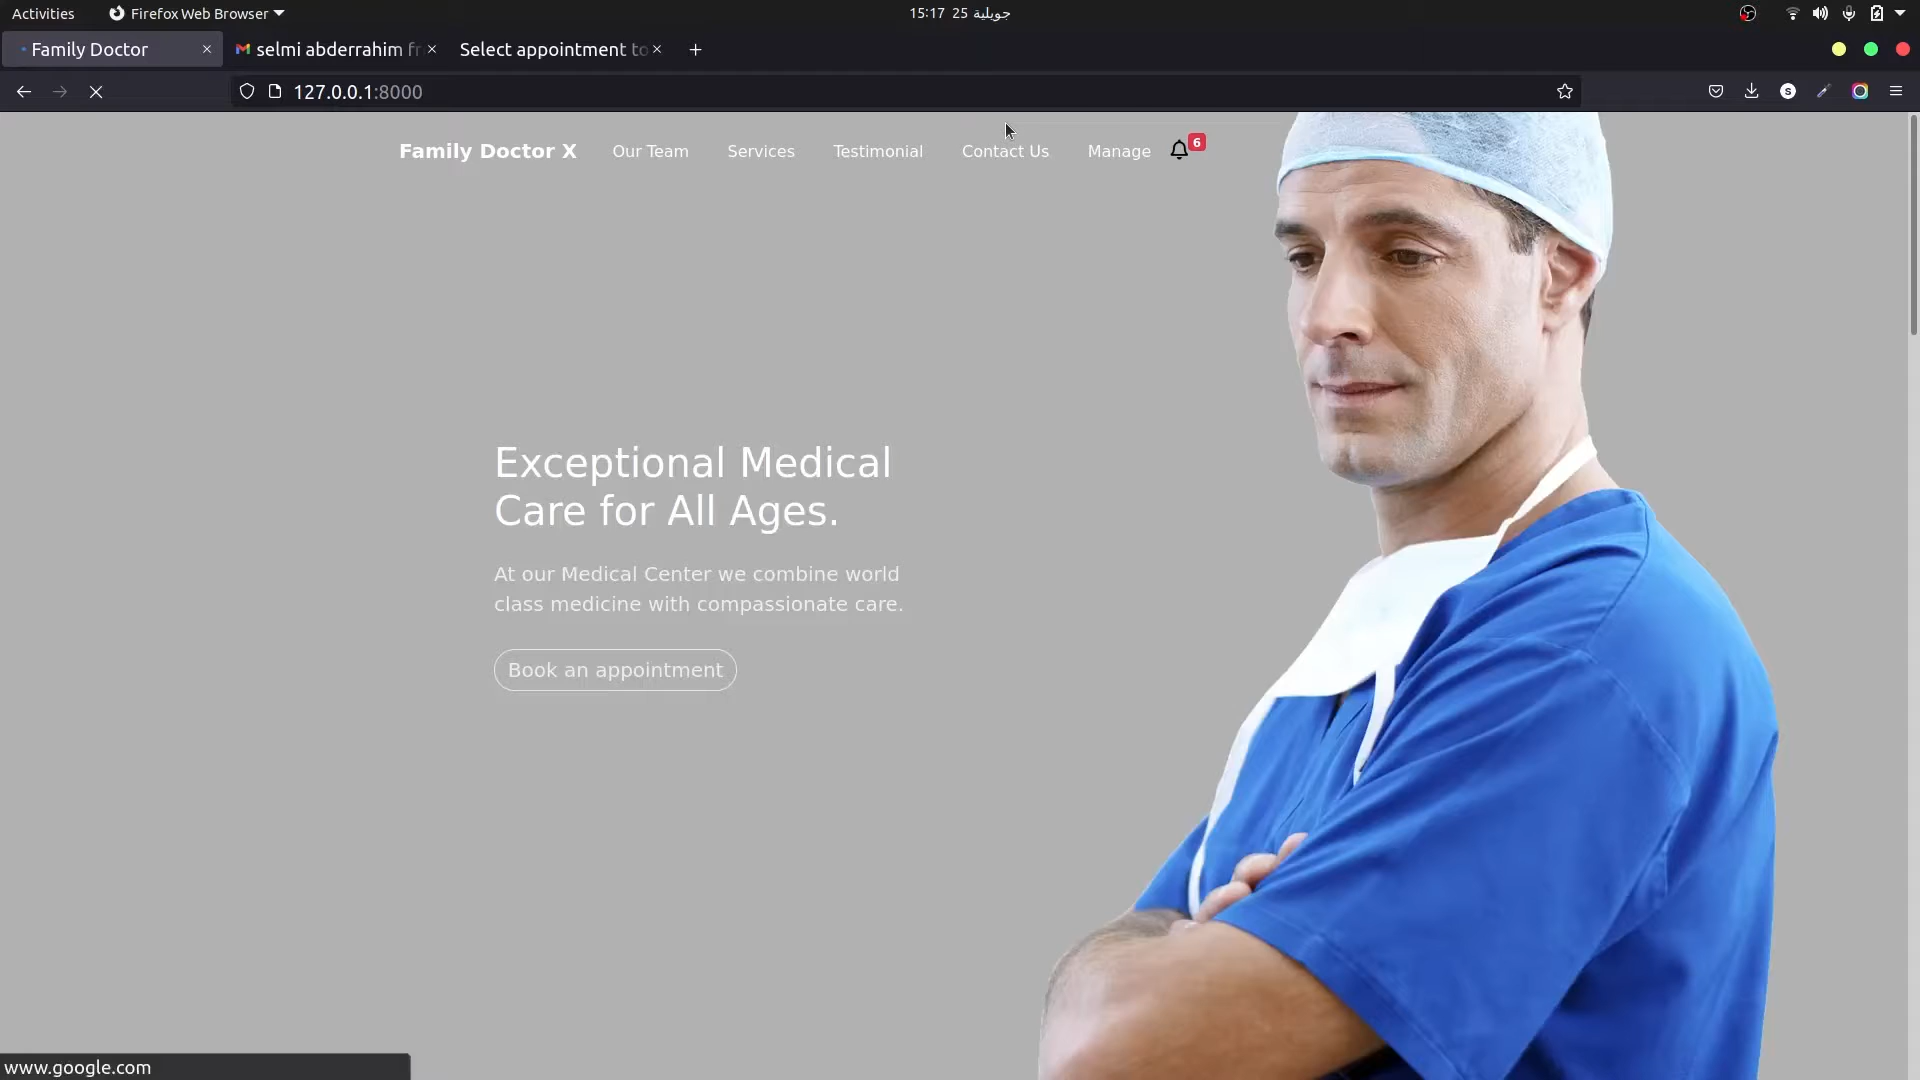 Activities
Firefox Web Browser
15:17 25 جويلية
Family Doctor
selmi abderrahim fr
Select appointment to
127.0.0.1:8000
S
Family Doctor X
Our Team
Services
Testimonial
Contact Us
Manage
6
Exceptional Medical
Care for All Ages.
At our Medical Center we combine world
class medicine with compassionate care.
Book an appointment
www.google.com